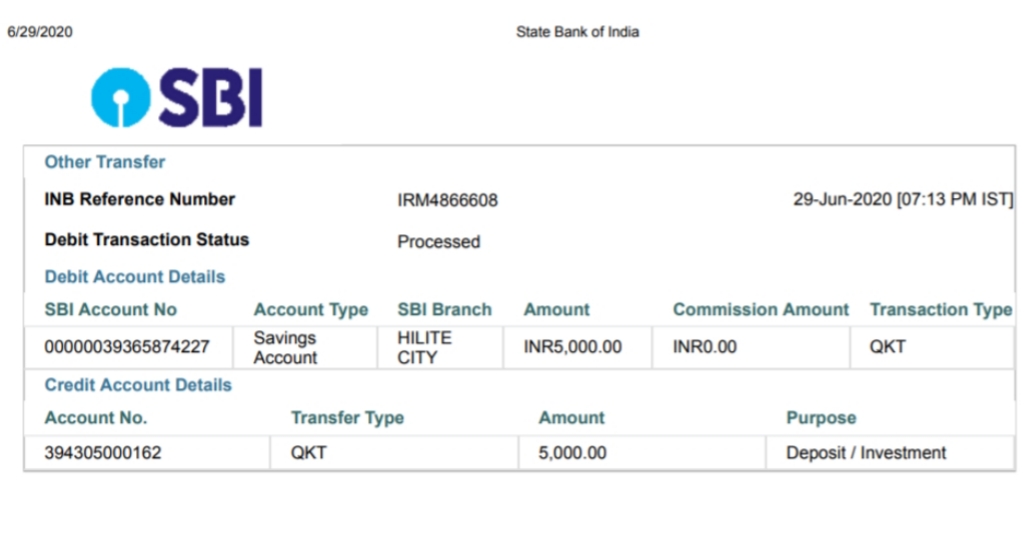 6/29/2020 State Bank of India
SBI
Other Transfer
INB Reference Number IRM4866608 29-Jun-2020 [07:13 PM IST]
Debit Transaction Status Processed
Debit Account Details
SBI Account No Account Type SBI Branch Amount Commission Amount Transaction Type
00000039365874227 Savings Account HILITE CITY INR5,000.00 INR0.00 QKT
Credit Account Details
Account No. Transfer Type Amount Purpose
394305000162 QKT 5,000.00 Deposit / Investment